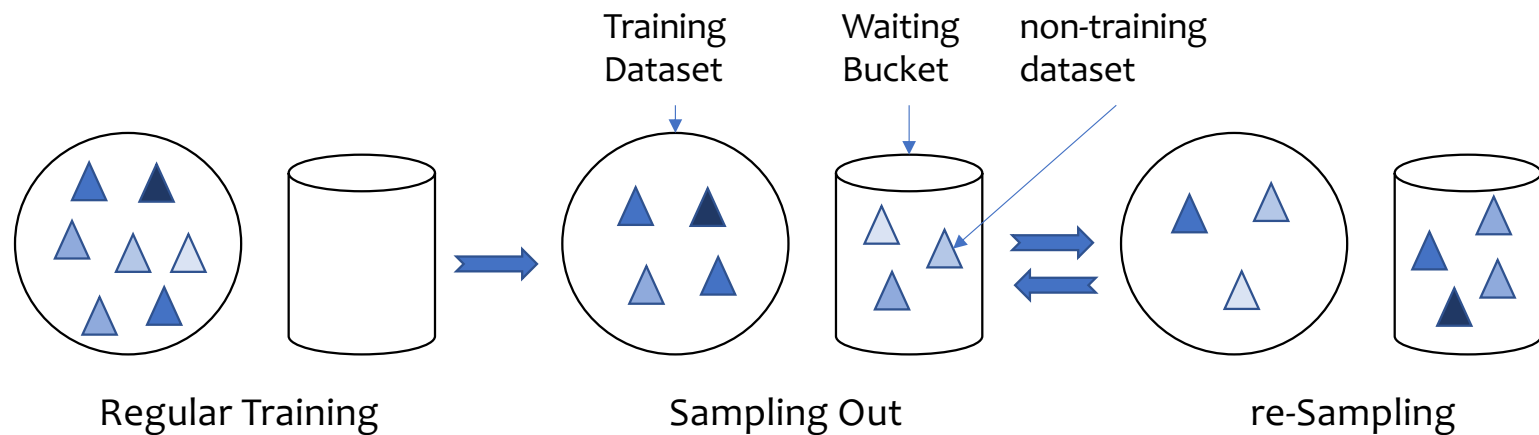 Training
Dataset
Waiting
Bucket
non-training
dataset
Regular Training
Sampling Out
re-Sampling